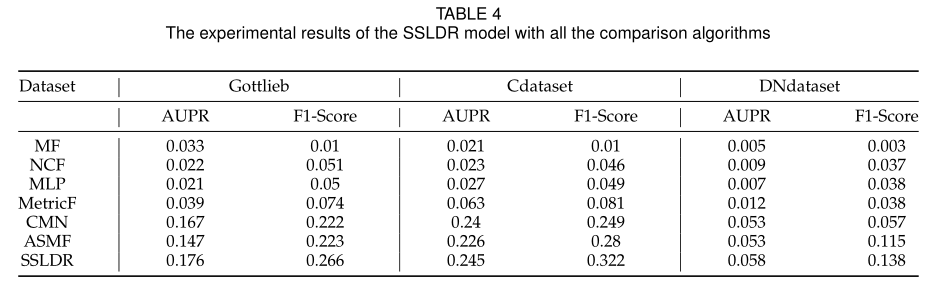 TABLE 4
The experimental results of the SSLDR model with all the comparison algorithms
Dataset Gottlieb Cdataset DNdataset
AUPR F1-Score AUPR F1-Score AUPR F1-Score
MF 0.033 0.01 0.021 0.01 0.005 0.003
NCF 0.022 0.051 0.023 0.046 0.009 0.037
MLP 0.021 0.05 0.027 0.049 0.007 0.038
MetricF 0.039 0.074 0.063 0.081 0.012 0.038
CMN 0.167 0.222 0.24 0.249 0.053 0.057
ASMF 0.147 0.223 0.226 0.28 0.053 0.115
SSLDR 0.176 0.266 0.245 0.322 0.058 0.138